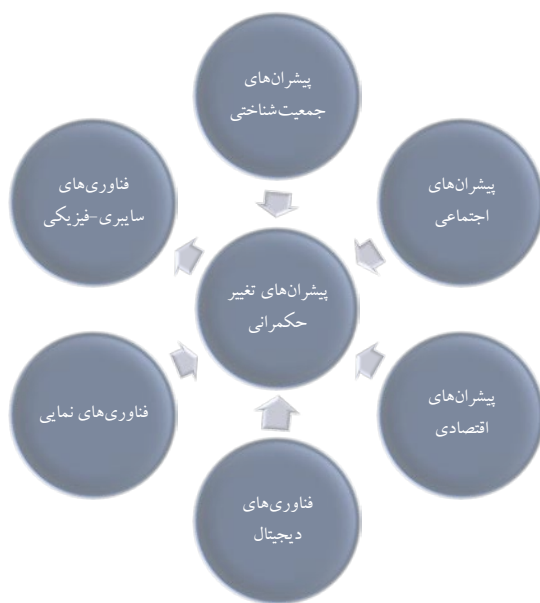 پیشران‌های
جمعیت‌شناختی
پیشران‌های
اجتماعی
فناوری‌های
سایبری-فیزیکی
پیشران‌های تغییر
حکمرانی
پیشران‌های
اقتصادی
فناوری‌های نمایی
فناوری‌های
دیجیتال